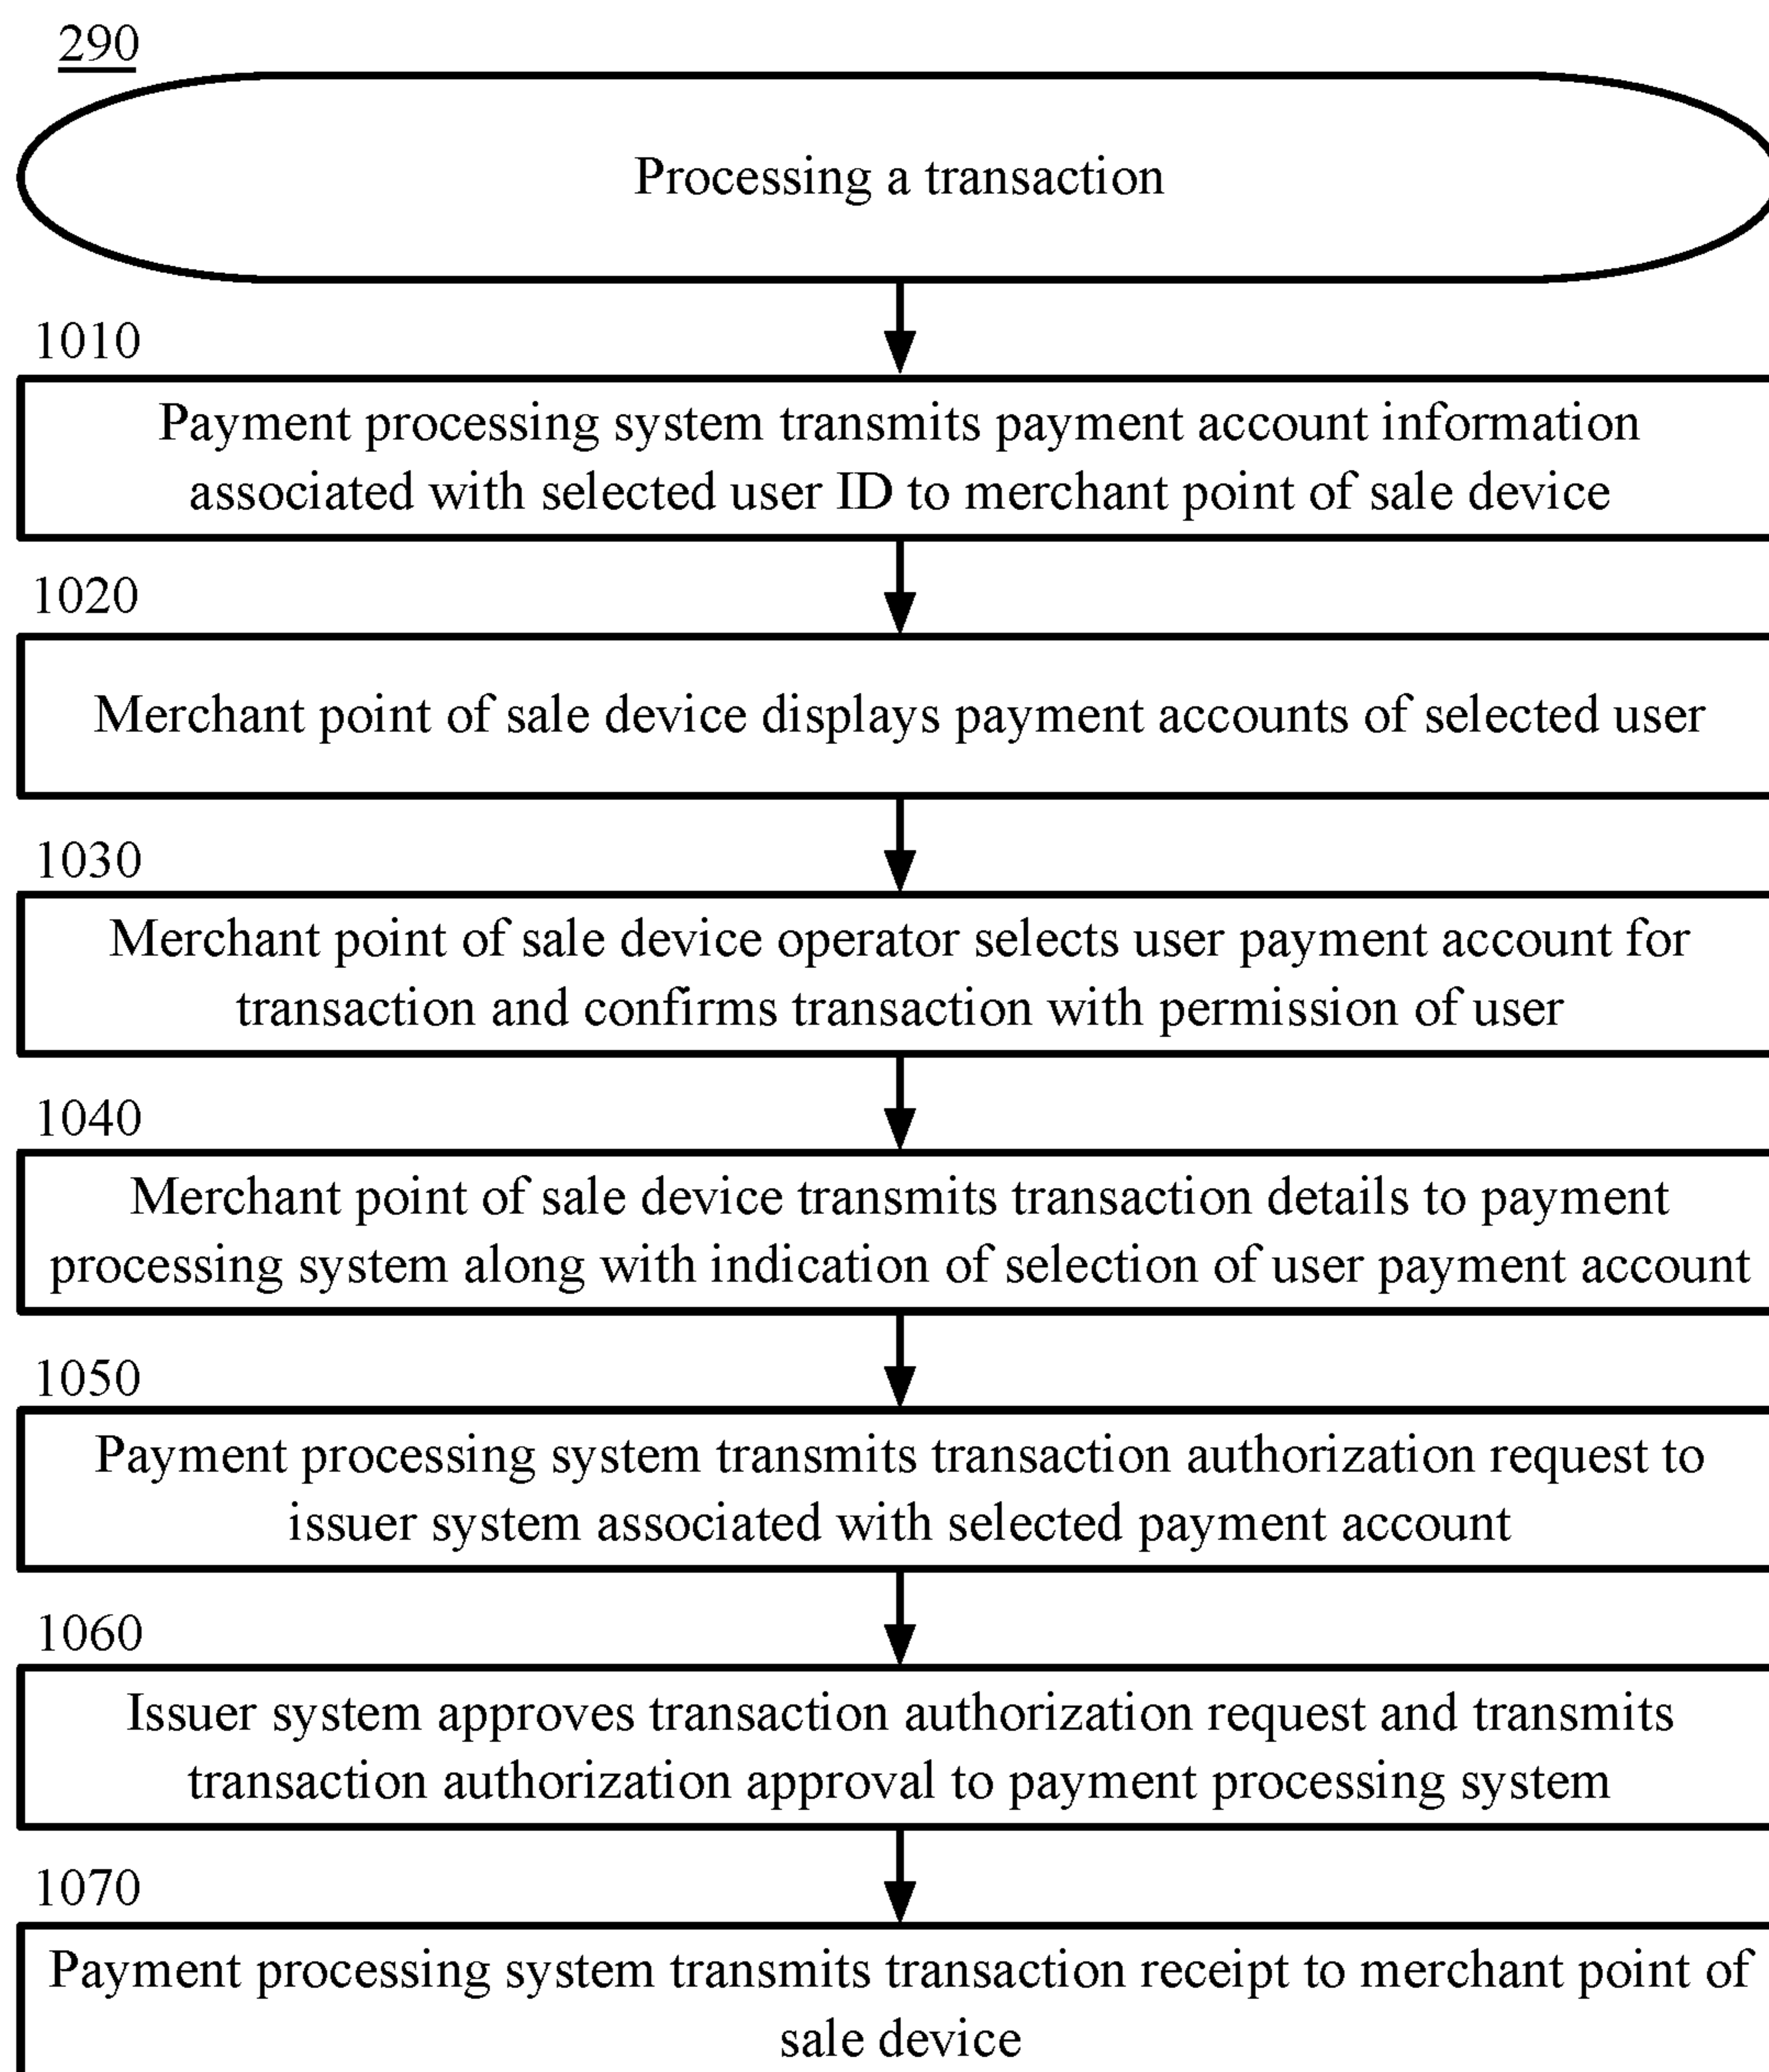 290
Processing a transaction
1010
Payment processing system transmits payment account information
associated with selected user ID to merchant point of sale device
1020
Merchant point of sale device displays payment accounts of selected user
1030
Merchant point of sale device operator selects user payment account for
transaction and confirms transaction with permission of user
1040
Merchant point of sale device transmits transaction details to payment
processing system along with indication of selection of user payment account
1050
Payment processing system transmits transaction authorization request to
issuer system associated with selected payment account
1060
Issuer system approves transaction authorization request and transmits
transaction authorization approval to payment processing system
1070
Payment processing system transmits transaction receipt to merchant point of
sale device